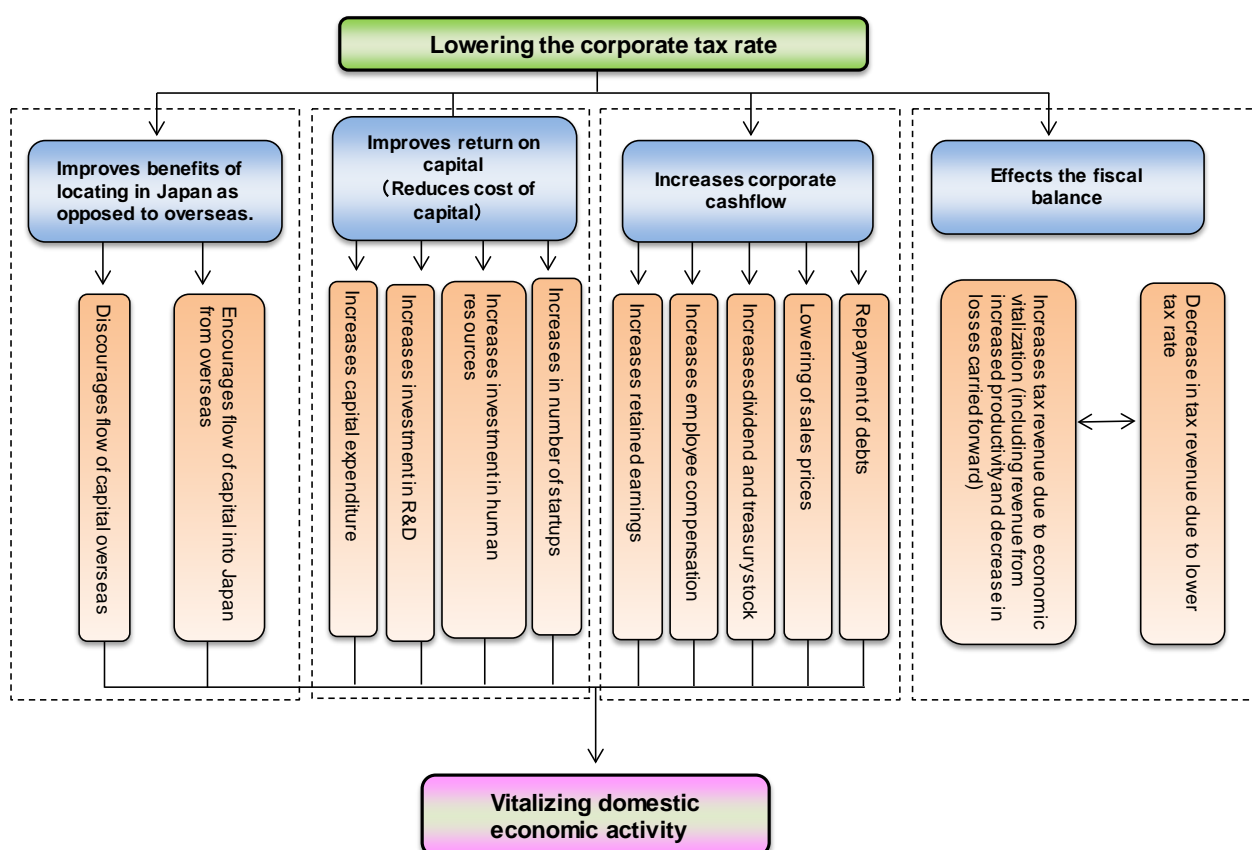 Lowering the corporate tax rate
Improves benefits of
locating in Japan as
opposed to overseas.
Improves return on
capital
（Reduces cost of
capital）
Increases corporate
cashflow
Effects the fiscal
balance
Discourages flow of capital overseas
Encourages flow of capital into Japan
from overseas
Increases capital expenditure
Increases investment in R&D
Increases investment in human
resources
Increases in number of startups
Increases retained earnings
Increases employee compensation
Increases dividend and treasury stock
Lowering of sales prices
Repayment of debts
Increases tax revenue due to economic
vitalization (including revenue from
increased productivity and decrease in
losses carried forward)
Decrease in tax revenue due to lower
tax rate
Vitalizing domestic
economic activity